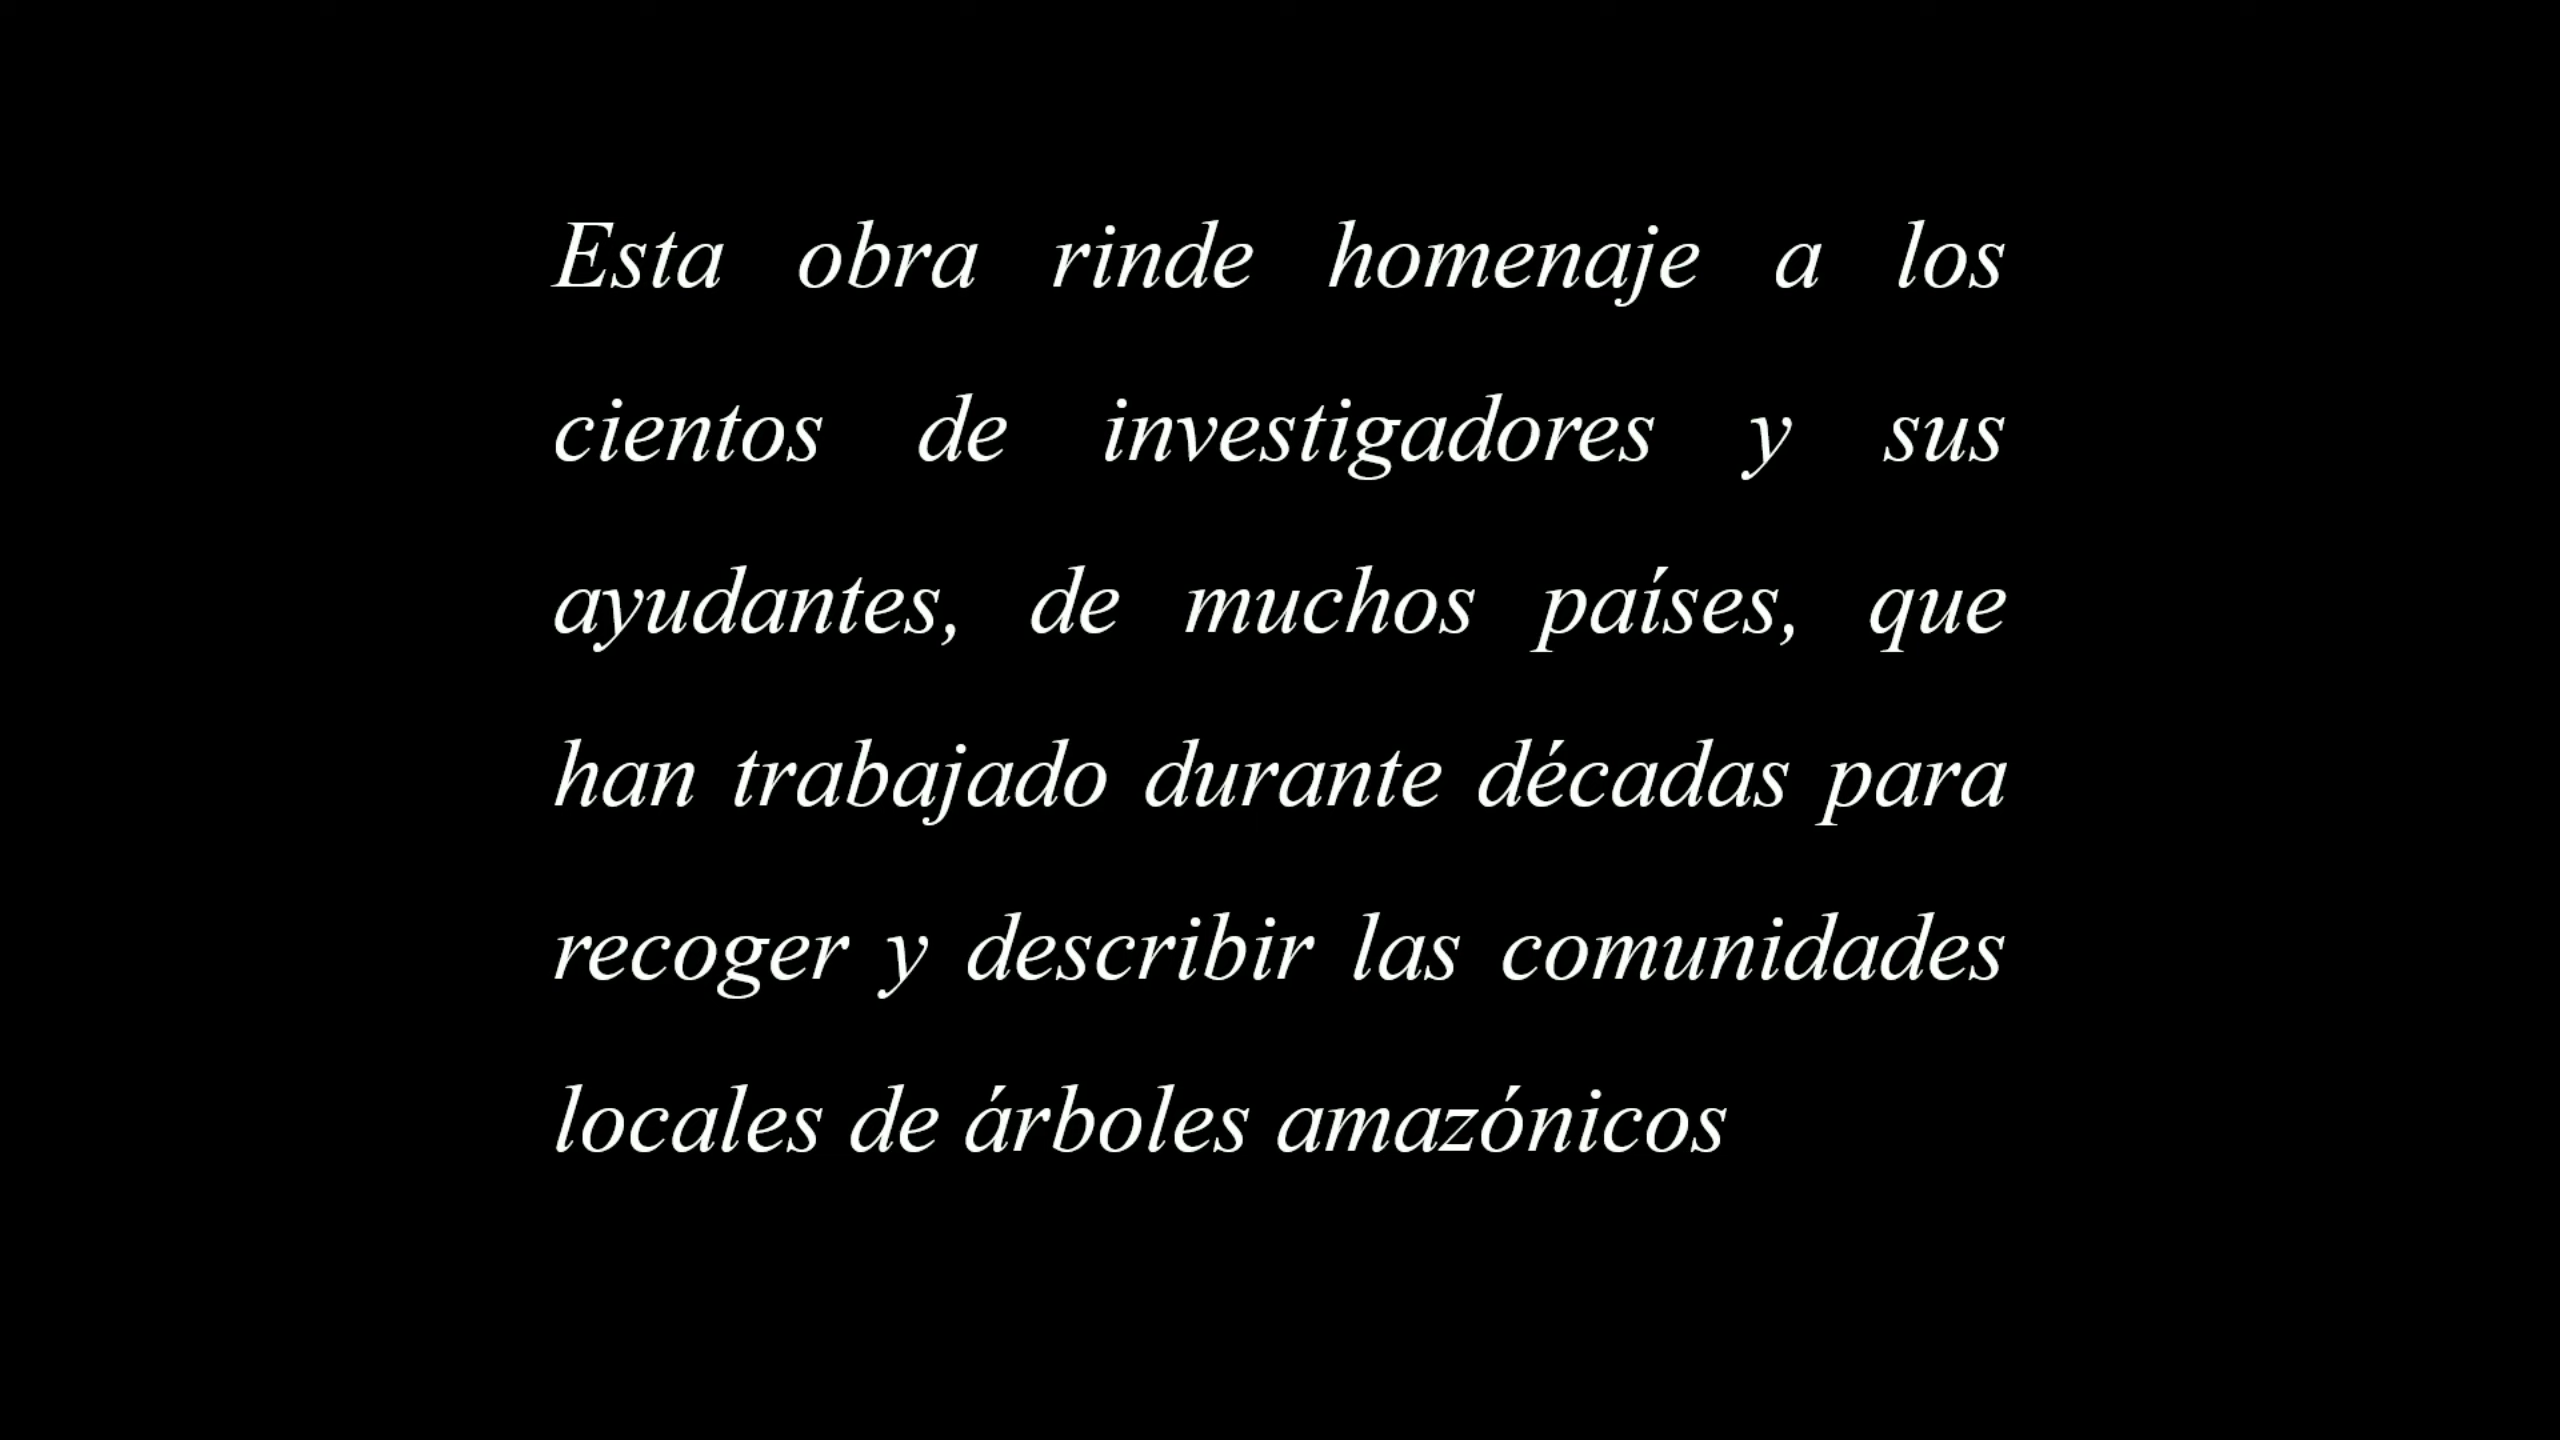 Esta obra rinde homenaje a los
cientos de investigadores y sus
ayudantes, de muchos países, que
han trabajado durante décadas para
recoger y describir las comunidades
locales de árboles amazónicos